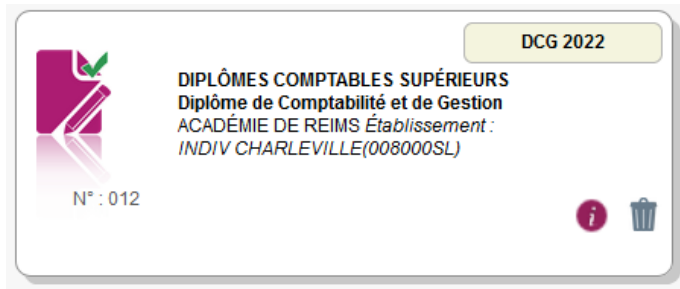 DCG 2022
DIPLÔMES COMPTABLES SUPÉRIEURS
Diplôme de Comptabilité et de Gestion
ACADÉMIE DE REIMS Établissement :
INDIV CHARLEVILLE(008000SL)
N° : 012
i